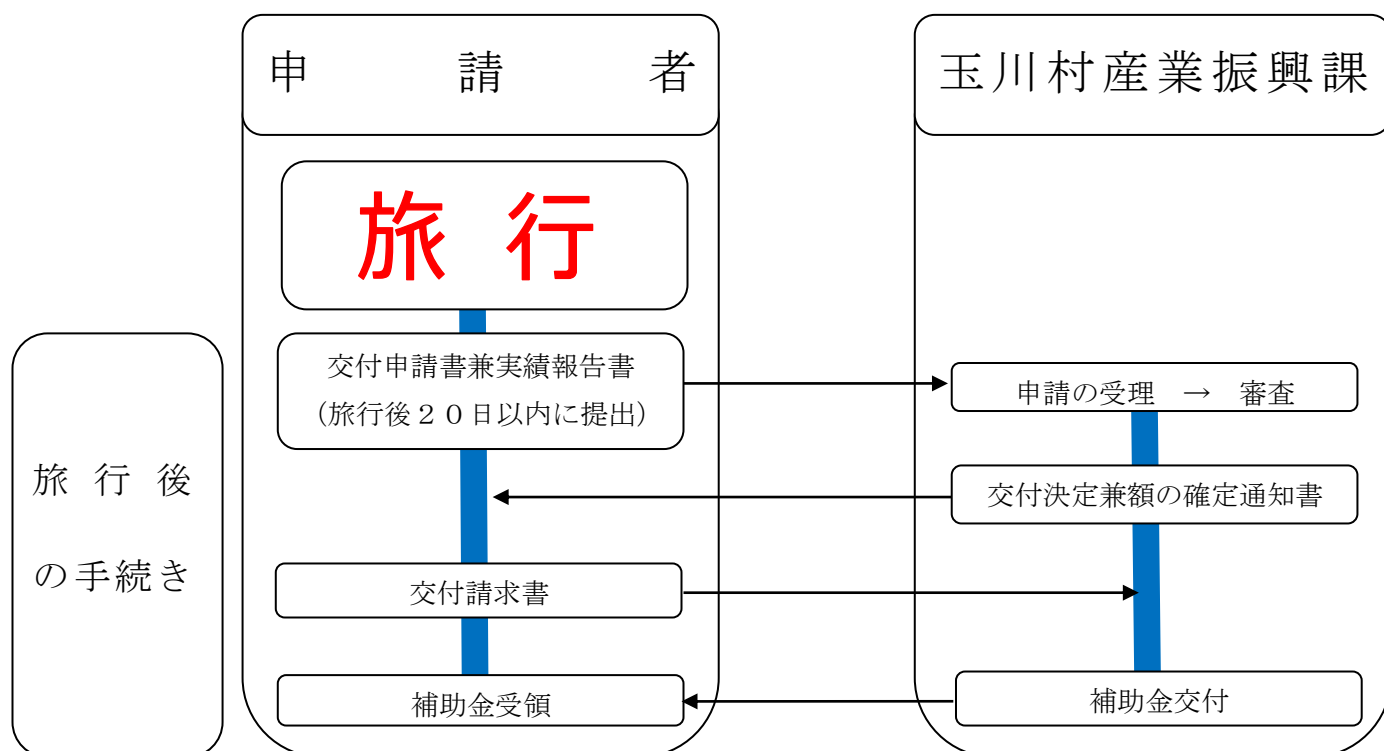 申請者
玉川村産業振興課
旅行
旅行後
の手続き
交付申請書兼実績報告書
（旅行後２０日以内に提出）
申請の受理　→　審査
交付決定兼額の確定通知書
交付請求書
補助金受領
補助金交付